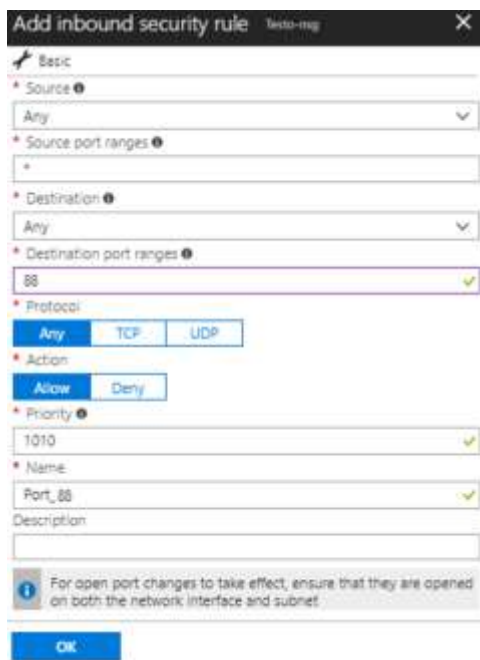 Add inbound security rule Testo-nsg
Basic
* Source
Any
* Source port ranges
*
* Destination
Any
* Destination port ranges
88
* Protocol
Any TCP UDP
* Action
Allow Deny
* Priority
1010
* Name
Port_88
Description
For open port changes to take effect, ensure that they are opened
on both the network interface and subnet
OK